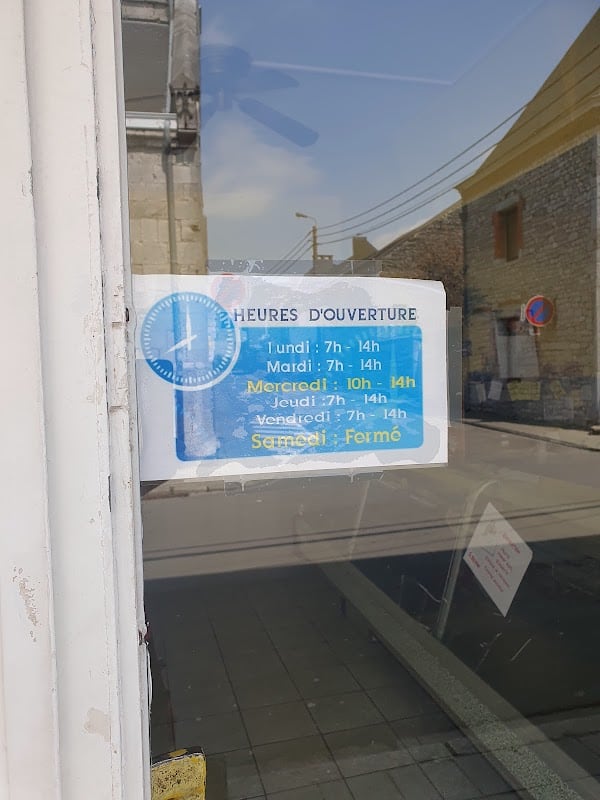 HEURES D'OUVERTURE
Lundi : 7h - 14h
Mardi : 7h - 14h
Mercredi : 10h - 14h
Jeudi :7h - 14h
Vendredi : 7h - 14h
Samedi : Fermé